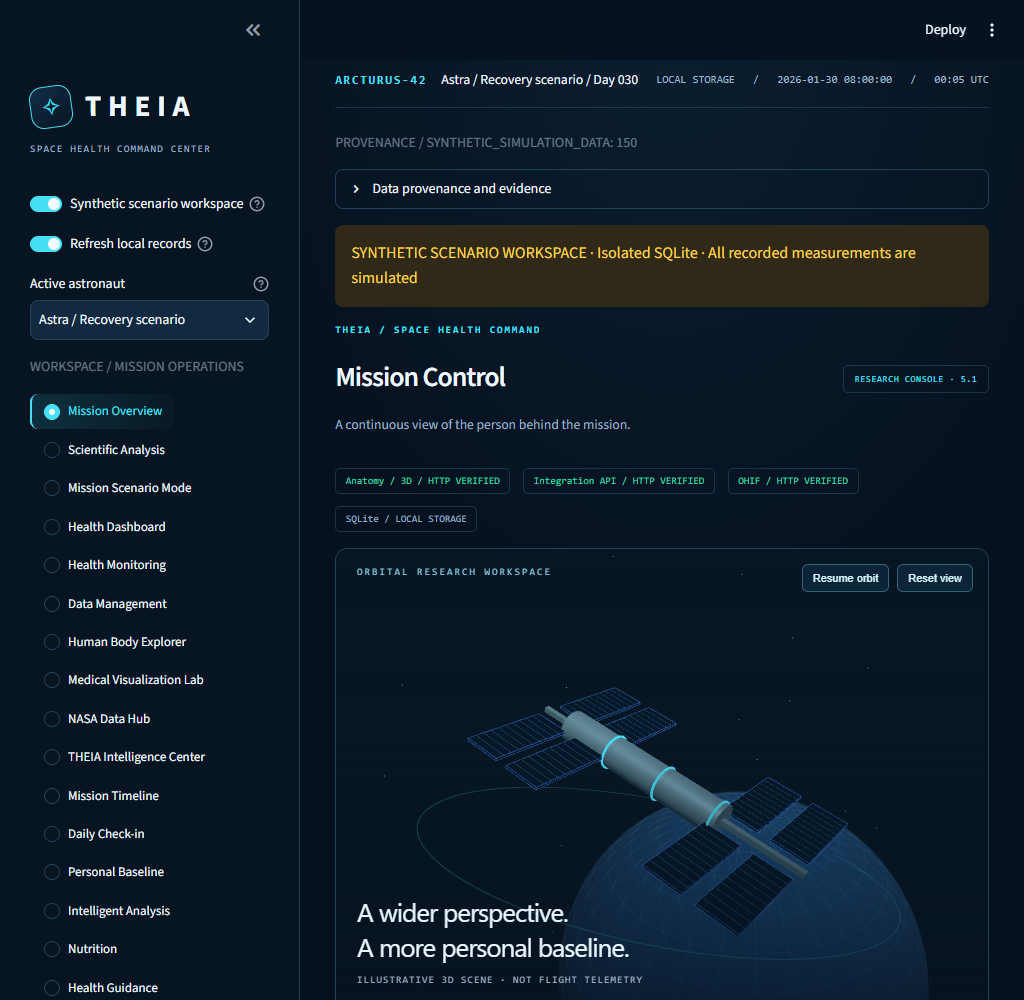 Deploy
THEIA
SPACE HEALTH COMMAND CENTER
Synthetic scenario workspace
Refresh local records
Active astronaut
Astra / Recovery scenario
WORKSPACE / MISSION OPERATIONS
Mission Overview
Scientific Analysis
Mission Scenario Mode
Health Dashboard
Health Monitoring
Data Management
Human Body Explorer
Medical Visualization Lab
NASA Data Hub
THEIA Intelligence Center
Mission Timeline
Daily Check-in
Personal Baseline
Intelligent Analysis
Nutrition
Health Guidance
ARCTURUS-42 Astra / Recovery scenario / Day 030 LOCAL STORAGE / 2026-01-30 08:00:00 / 00:05 UTC
PROVENANCE / SYNTHETIC_SIMULATION_DATA: 150
Data provenance and evidence
SYNTHETIC SCENARIO WORKSPACE · Isolated SQLite · All recorded measurements are
simulated
THEIA / SPACE HEALTH COMMAND
Mission Control
RESEARCH CONSOLE · 5.1
A continuous view of the person behind the mission.
Anatomy / 3D / HTTP VERIFIED
Integration API / HTTP VERIFIED
OHIF / HTTP VERIFIED
SQLite / LOCAL STORAGE
ORBITAL RESEARCH WORKSPACE
Resume orbit
Reset view
A wider perspective.
A more personal baseline.
ILLUSTRATIVE 3D SCENE · NOT FLIGHT TELEMETRY